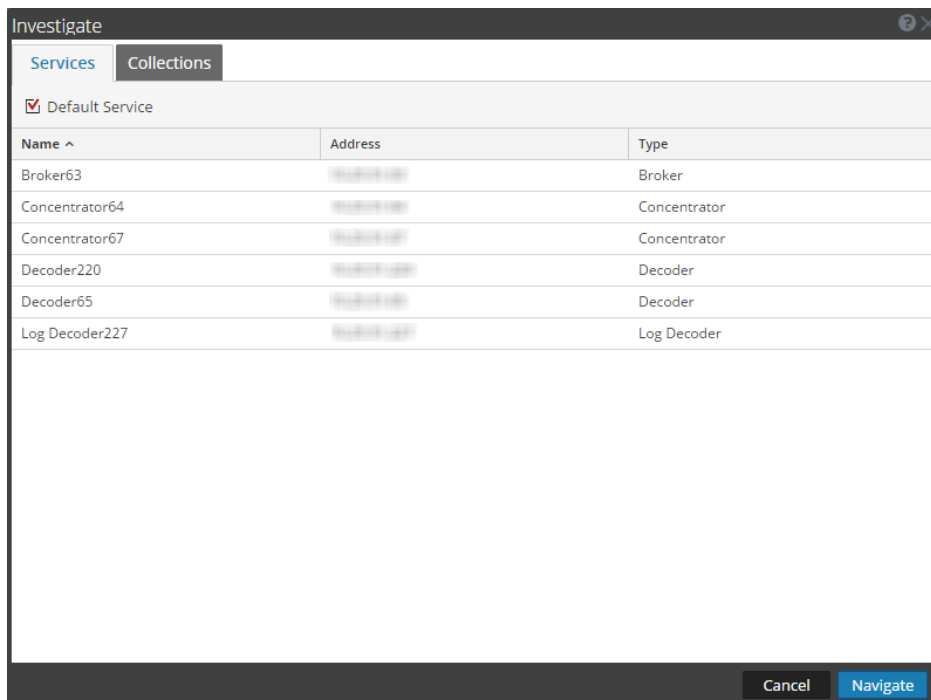 Investigate
Services Collections
Default Service
Name Address Type
Broker63 Broker
Concentrator64 Concentrator
Concentrator67 Concentrator
Decoder220 Decoder
Decoder65 Decoder
Log Decoder227 Log Decoder
Cancel Navigate